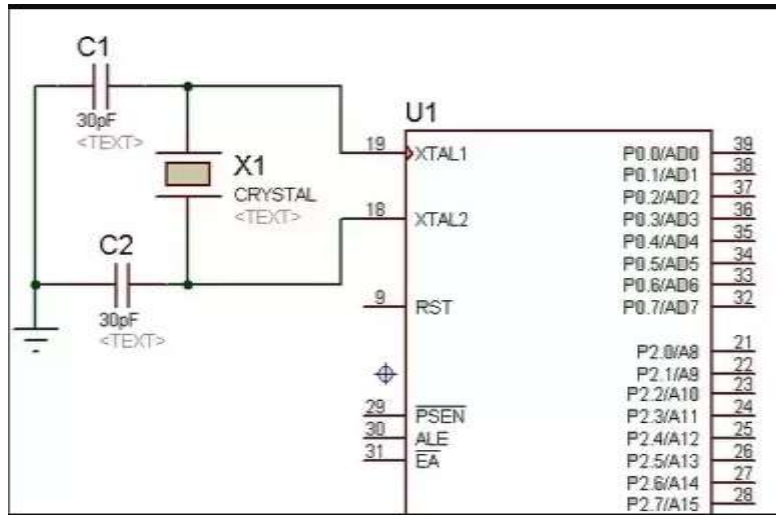 C1
30pF
<TEXT>
X1
CRYSTAL
<TEXT>
C2
30pF
<TEXT>
U1
19 XTAL1
18 XTAL2
9 RST
29 PSEN
30 ALE
31 EA
P0.0/AD0 39
P0.1/AD1 38
P0.2/AD2 37
P0.3/AD3 36
P0.4/AD4 35
P0.5/AD5 34
P0.6/AD6 33
P0.7/AD7 32
P2.0/A8 21
P2.1/A9 22
P2.2/A10 23
P2.3/A11 24
P2.4/A12 25
P2.5/A13 26
P2.6/A14 27
P2.7/A15 28